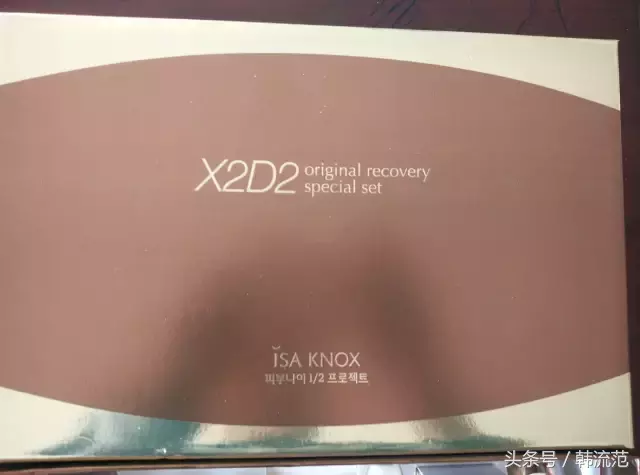 X2D2 original recovery
special set
ISA KNOX
피부나이 1/2 프로젝트
头条号 / 韩流范